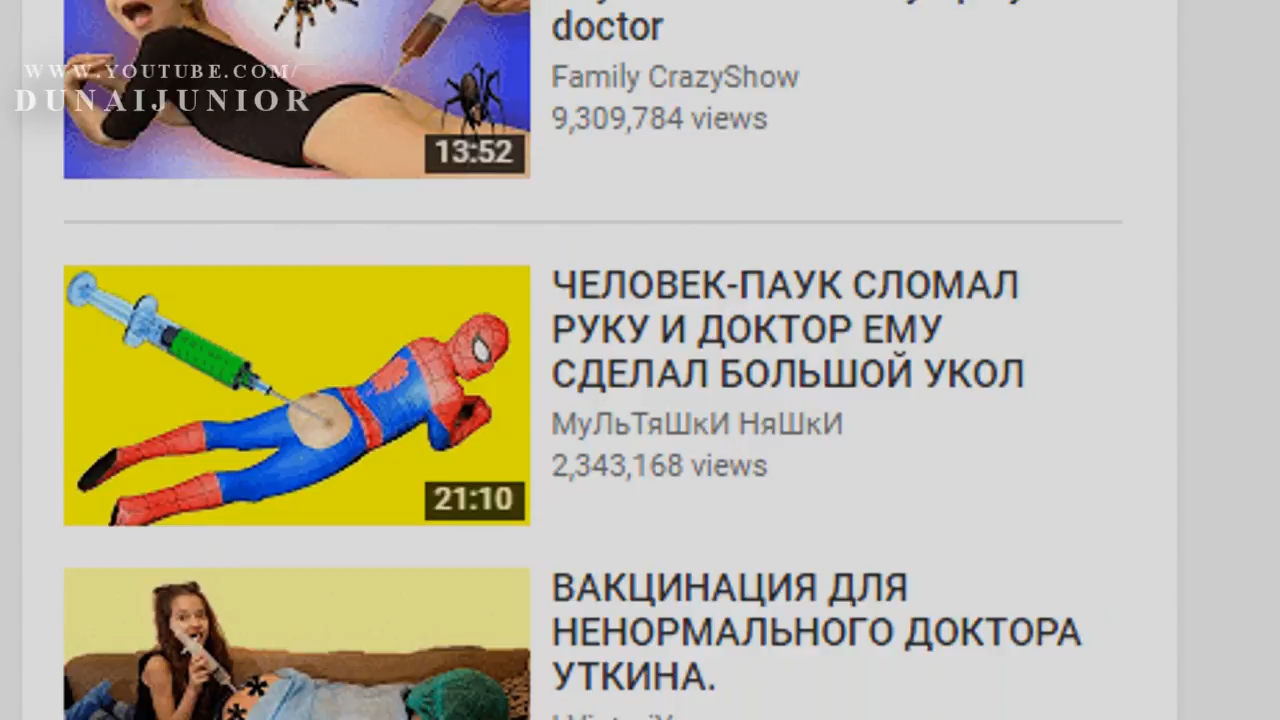 doctor
Family CrazyShow
9,309,784 views
WWW.YOUTUBE.COM/
DUNAIJUNIOR
13:52
ЧЕЛОВЕК-ПАУК СЛОМАЛ
РУКУ И ДОКТОР ЕМУ
СДЕЛАЛ БОЛЬШОЙ УКОЛ
МуЛьТяШкИ НяШкИ
2,343,168 views
21:10
ВАКЦИНАЦИЯ ДЛЯ
НЕНОРМАЛЬНОГО ДОКТОРА
УТКИНА.